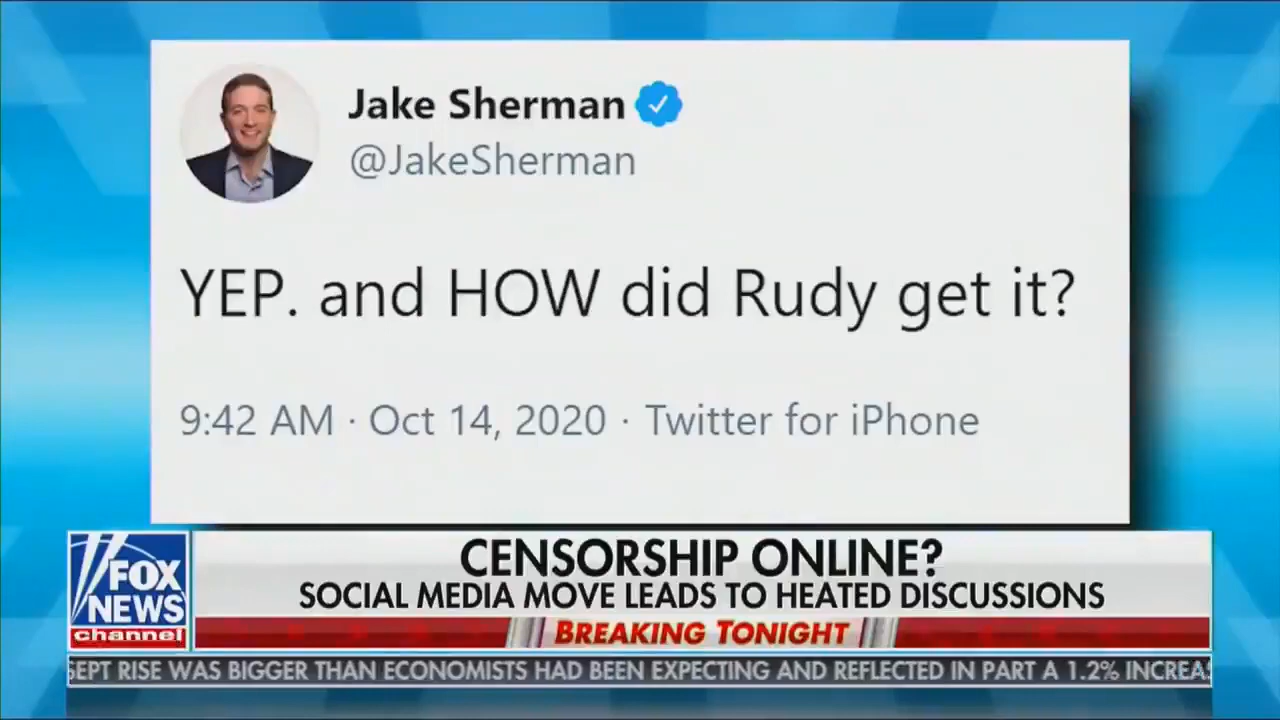 Jake Sherman
@JakeSherman
YEP. and HOW did Rudy get it?
9:42 AM · Oct 14, 2020 · Twitter for iPhone
CENSORSHIP ONLINE?
SOCIAL MEDIA MOVE LEADS TO HEATED DISCUSSIONS
BREAKING TONIGHT
FOX
NEWS
channel
SEPT RISE WAS BIGGER THAN ECONOMISTS HAD BEEN EXPECTING AND REFLECTED IN PART A 1.2% INCREAS